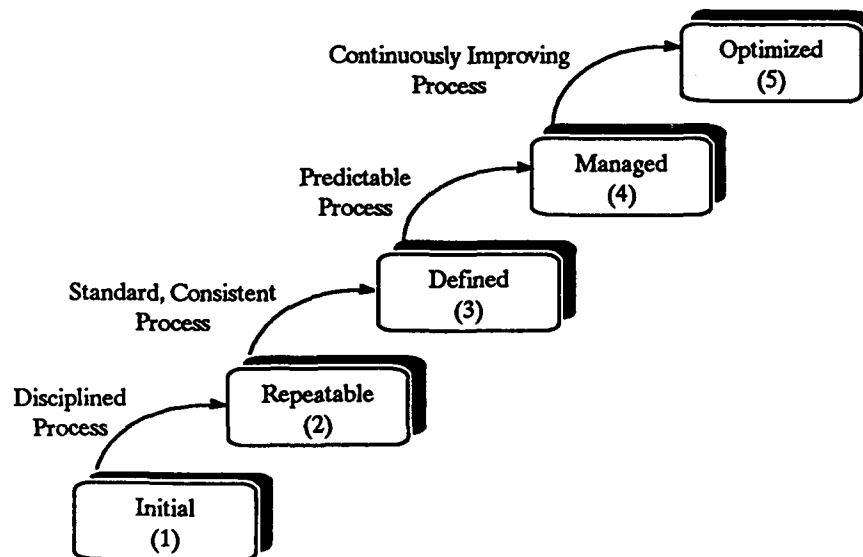 Continuously Improving
Process
Optimized
(5)
Predictable
Process
Managed
(4)
Standard, Consistent
Process
Defined
(3)
Disciplined
Process
Repeatable
(2)
Initial
(1)